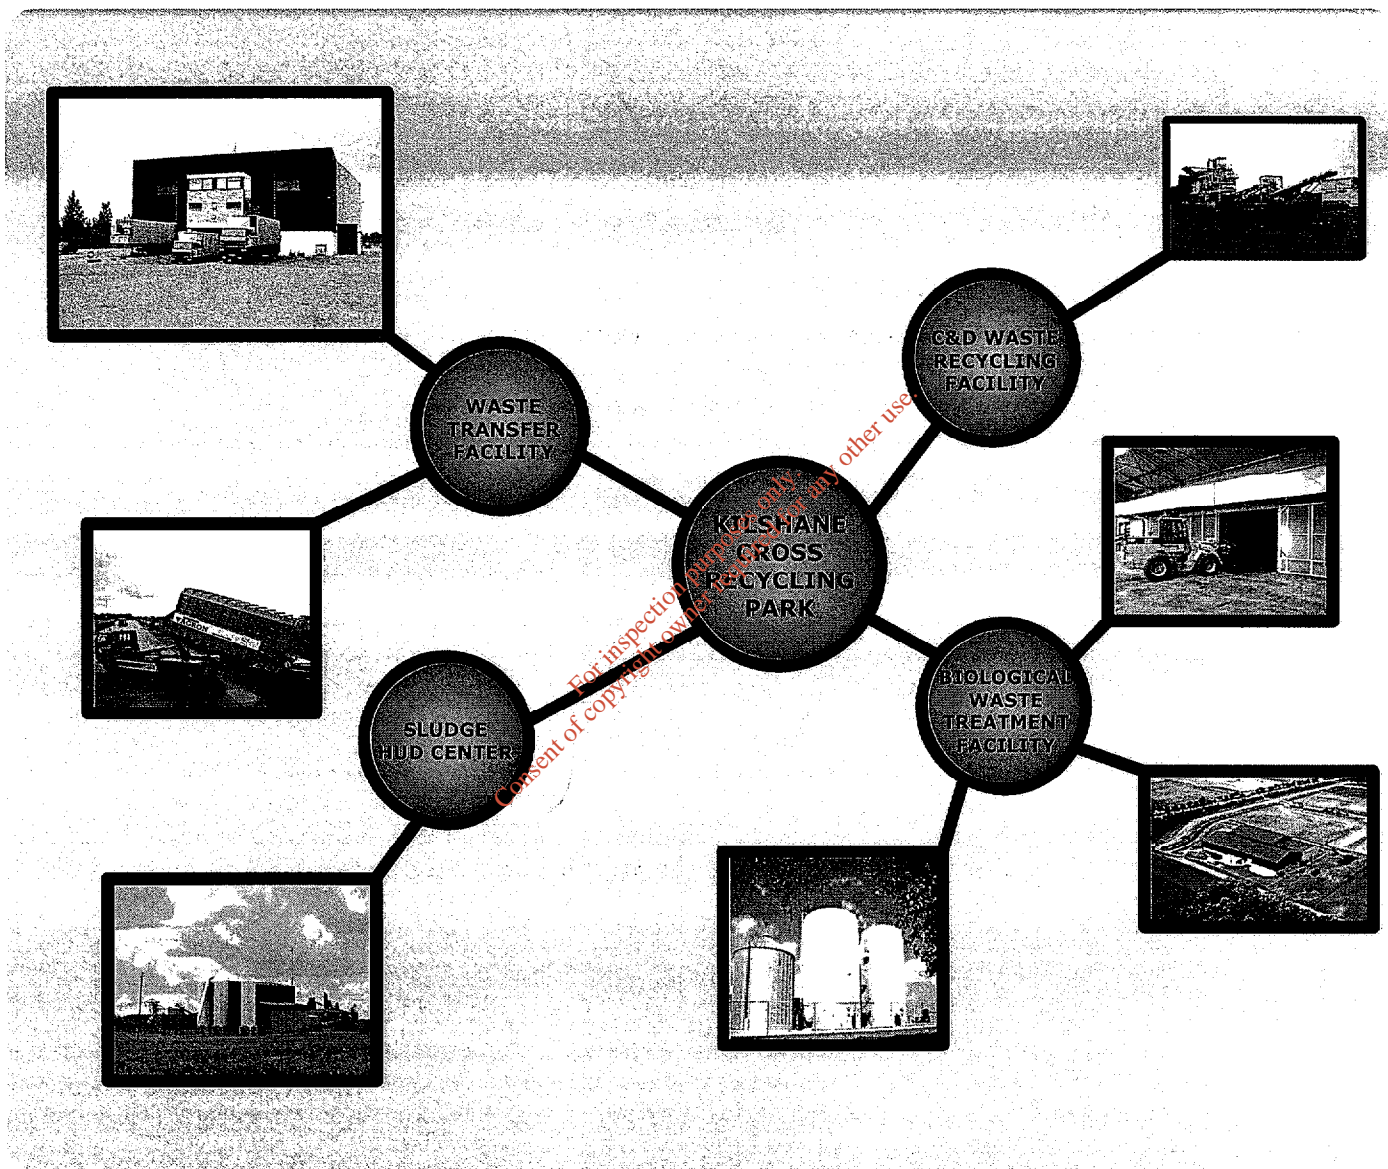 C&D WASTE
RECYCLING
FACILITY
WASTE
TRANSFER
FACILITY
KILSHANE
CROSS
RECYCLING
PARK
BIOLOGICAL
WASTE
TREATMENT
FACILITY
SLUDGE
HUD CENTER
For inspection purposes only.
Consent of copyright owner required for any other use.